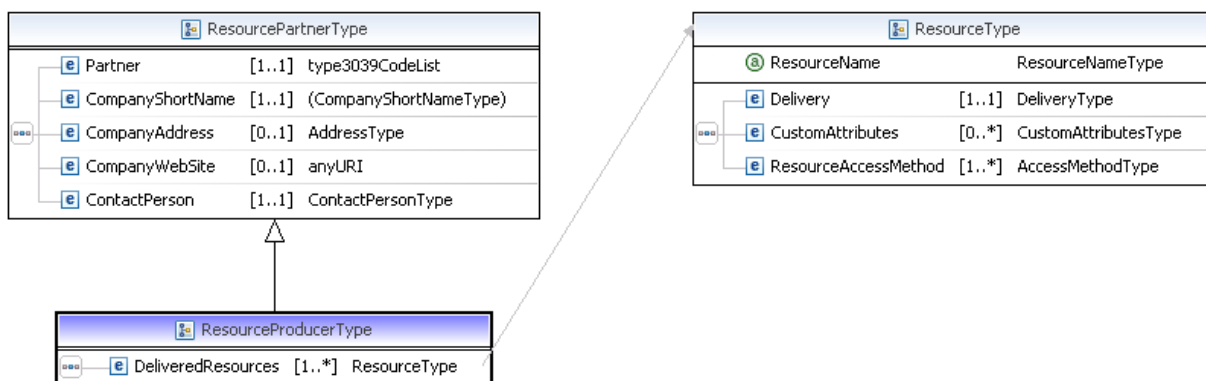 ResourcePartnerType
e Partner [1..1] type3039CodeList
e CompanyShortName [1..1] (CompanyShortNameType)
e CompanyAddress [0..1] AddressType
e CompanyWebSite [0..1] anyURI
e ContactPerson [1..1] ContactPersonType
ResourceType
a ResourceName ResourceNameType
e Delivery [1..1] DeliveryType
e CustomAttributes [0..*] CustomAttributesType
e ResourceAccessMethod [1..*] AccessMethodType
ResourceProducerType
e DeliveredResources [1..*] ResourceType